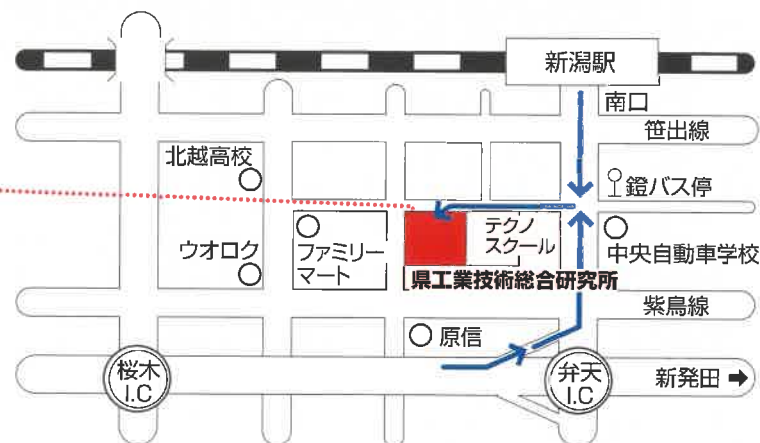 新潟駅
南口
笹出線
北越高校
鐙バス停
ウオロク
ファミリー
マート
テクノ
スクール
中央自動車学校
県工業技術総合研究所
紫鳥線
原信
桜木
I.C
弁天
I.C
新発田 ➡